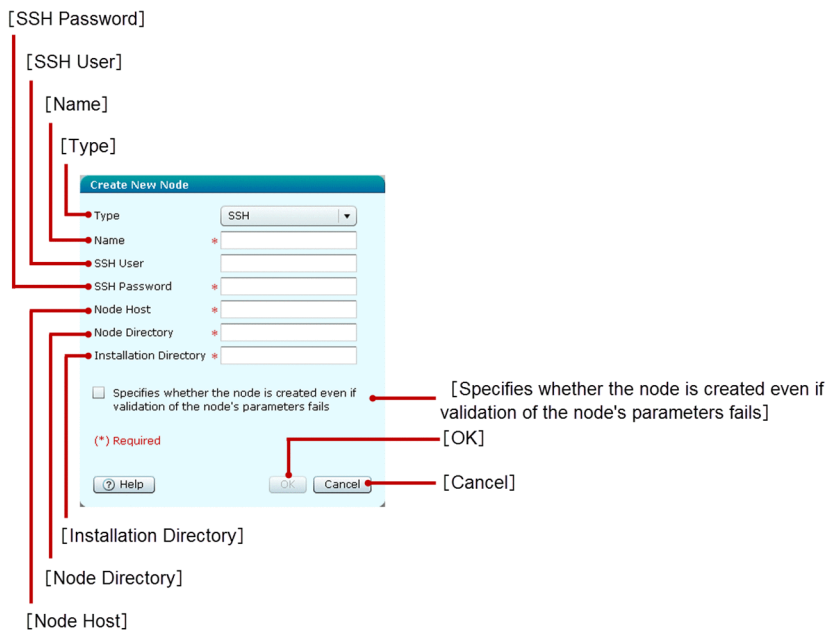 [SSH Password]
[SSH User]
[Name]
[Type]
Create New Node
Type SSH
Name *
SSH User
SSH Password *
Node Host *
Node Directory *
Installation Directory *
Specifies whether the node is created even if
validation of the node's parameters fails
[Specifies whether the node is created even if
validation of the node's parameters fails]
(*) Required
[OK]
? Help
OK
Cancel
[Cancel]
[Installation Directory]
[Node Directory]
[Node Host]